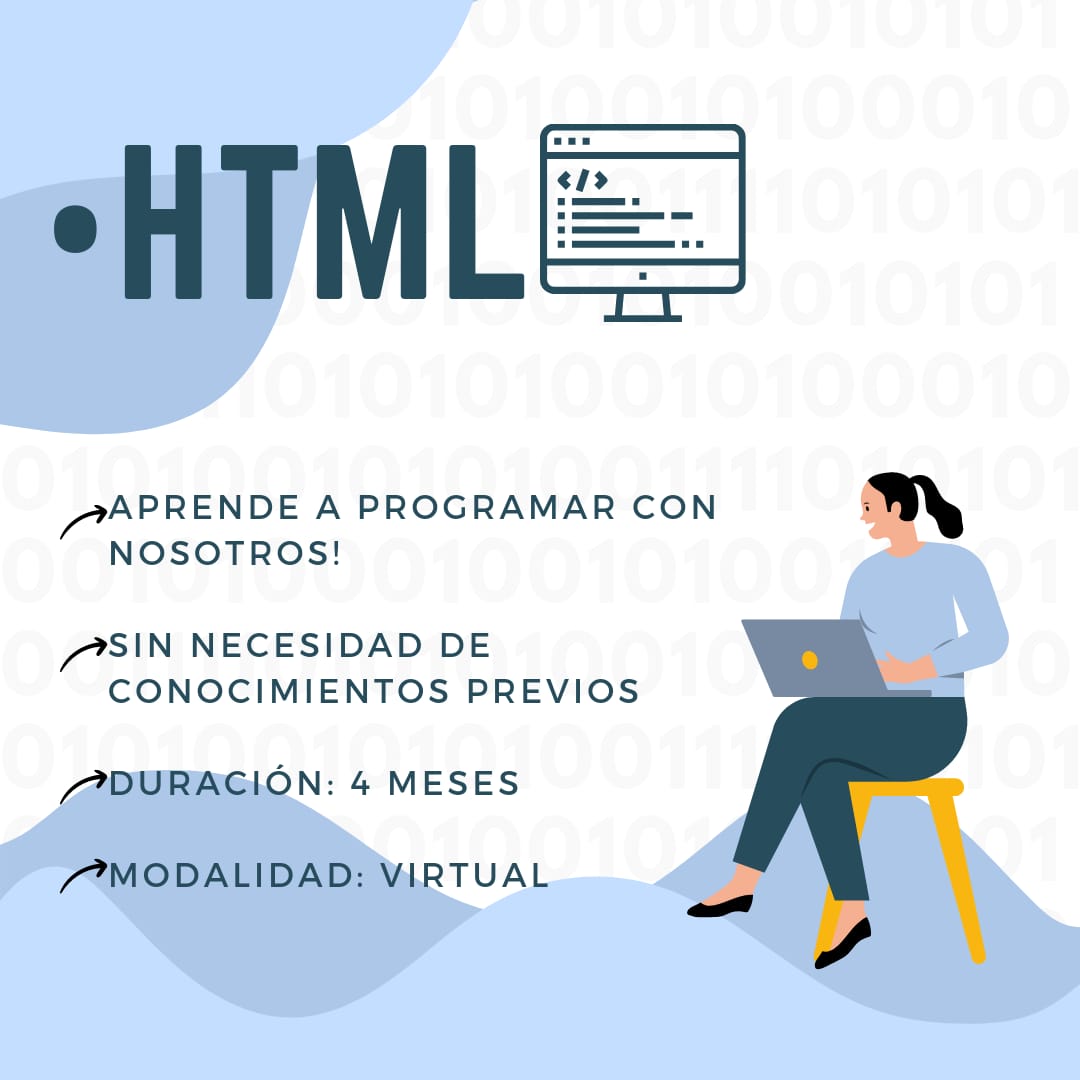 •HTML
</>
APRENDE A PROGRAMAR CON
NOSOTROS!
SIN NECESIDAD DE
CONOCIMIENTOS PREVIOS
DURACIÓN: 4 MESES
MODALIDAD: VIRTUAL